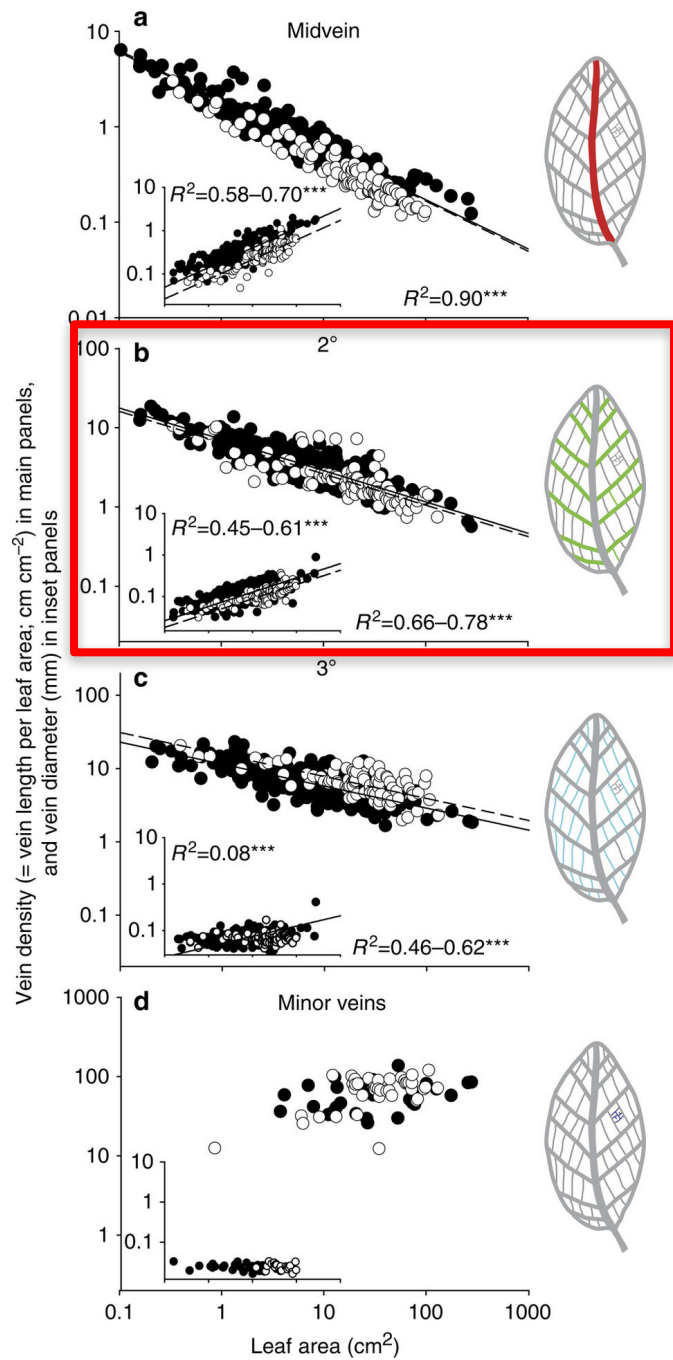 Vein density (= vein length per leaf area; cm cm⁻²) in main panels,
and vein diameter (mm) in inset panels
a
Midvein
10
1
0.1
0.01
10
1
0.1
R²=0.58–0.70***
R²=0.90***
b
2°
100
10
1
0.1
10
1
0.1
R²=0.45–0.61***
R²=0.66–0.78***
c
3°
100
10
1
0.1
10
1
0.1
R²=0.08***
R²=0.46–0.62***
d
Minor veins
1000
100
10
1
10
1
0.1
0.1 1 10 100 1000
Leaf area (cm²)